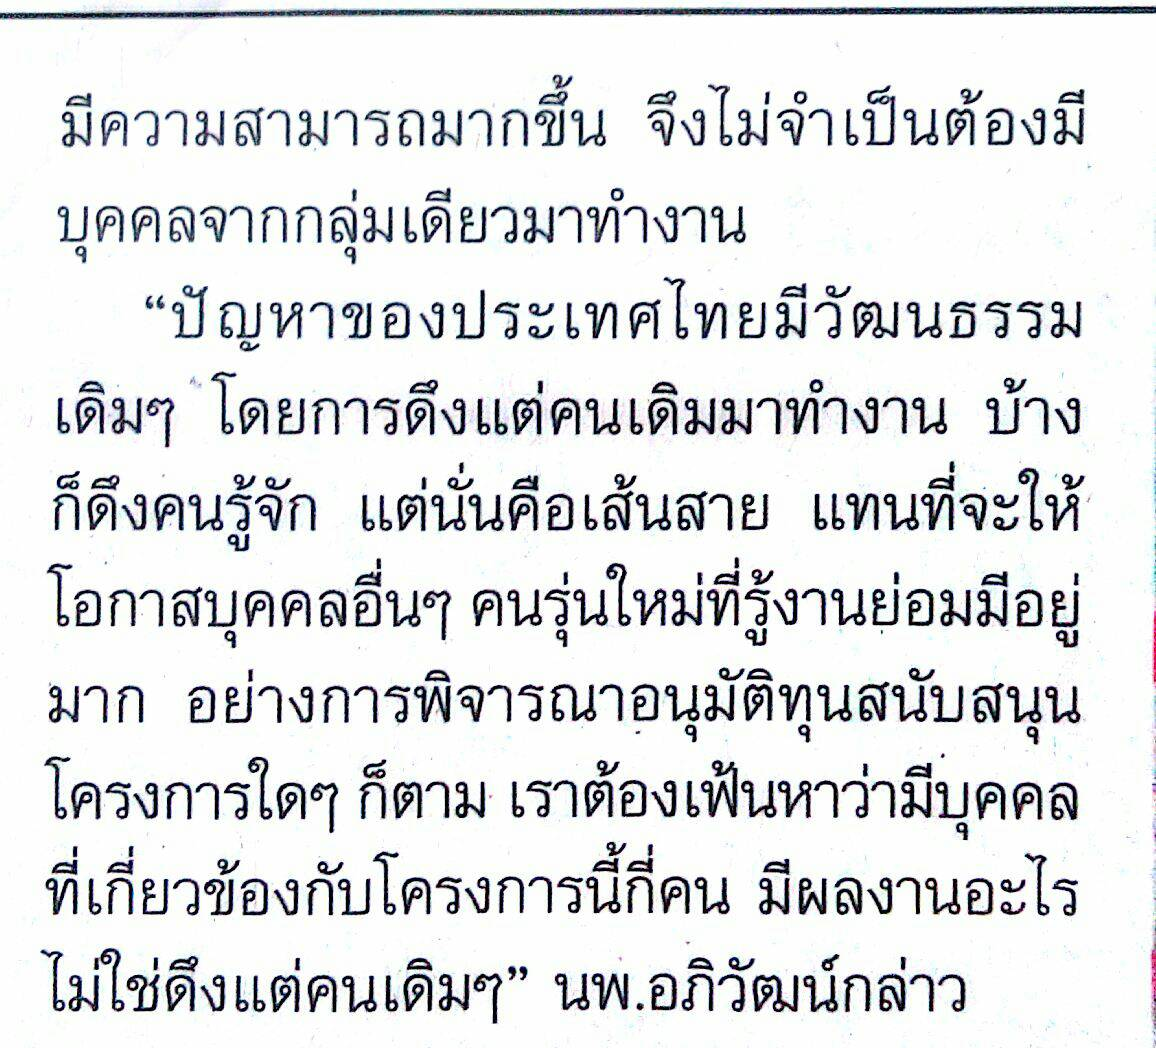 มีความสามารถมากขึ้น จึงไม่จำเป็นต้องมี
บุคคลจากกลุ่มเดียวมาทำงาน
“ปัญหาของประเทศไทยมีวัฒนธรรม
เดิมๆ โดยการดึงแต่คนเดิมมาทำงาน บ้าง
ก็ดึงคนรู้จัก แต่นั่นคือเส้นสาย แทนที่จะให้
โอกาสบุคคลอื่นๆ คนรุ่นใหม่ที่รู้งานย่อมมีอยู่
มาก อย่างการพิจารณาอนุมัติทุนสนับสนุน
โครงการใดๆ ก็ตาม เราต้องเฟ้นหาว่ามีบุคคล
ที่เกี่ยวข้องกับโครงการนี้กี่คน มีผลงานอะไร
ไม่ใช่ดึงแต่คนเดิมๆ” นพ.อภิวัฒน์กล่าว